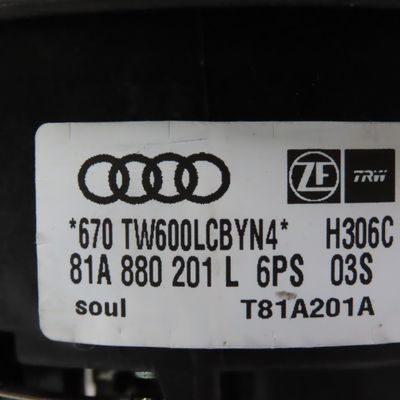 ZF TRW
*670 TW600LCBYN4* H306C
81A 880 201 L 6PS 03S
soul T81A201A